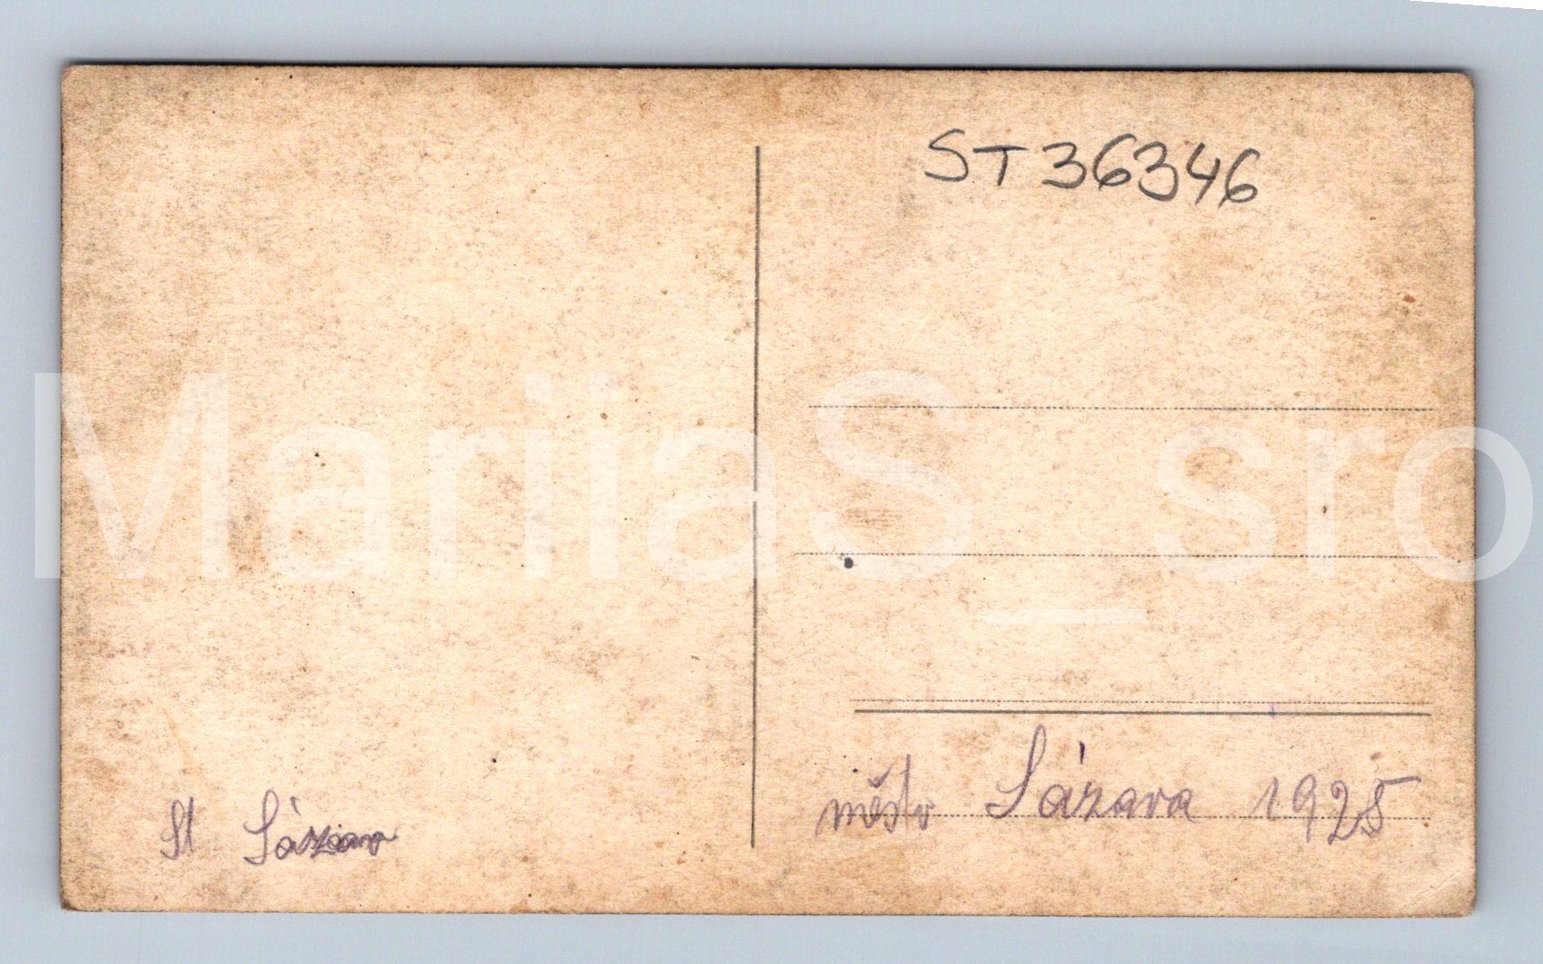 ST36346
MariiaS_sro
St Sázava
město Sázava 1925